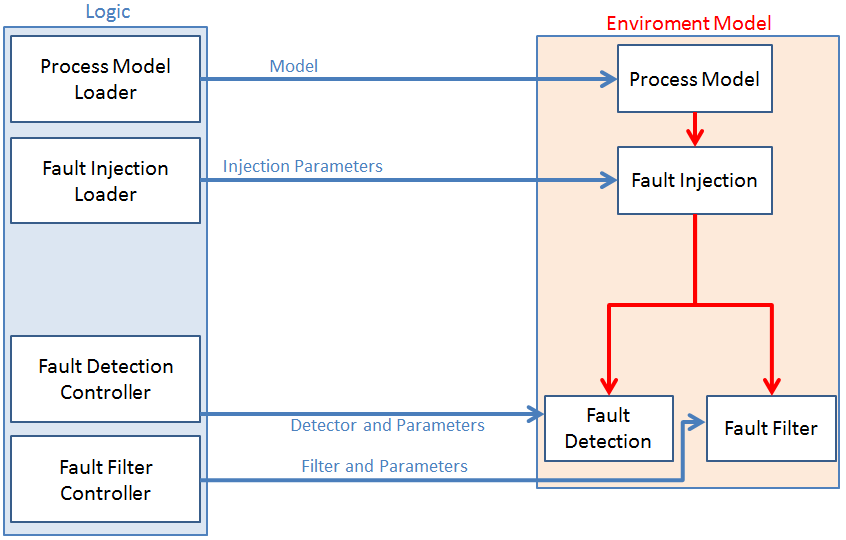 Logic
Enviroment Model
Process Model
Loader
Model
Process Model
Fault Injection
Loader
Injection Parameters
Fault Injection
Fault Detection
Controller
Detector and Parameters
Fault
Detection
Fault Filter
Fault Filter
Controller
Filter and Parameters